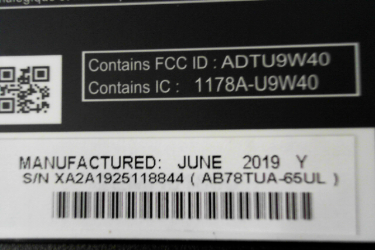 Contains FCC ID : ADTU9W40
Contains IC : 1178A-U9W40
MANUFACTURED: JUNE 2019 Y
S/N XA2A1925118844 ( AB78TUA-65UL )